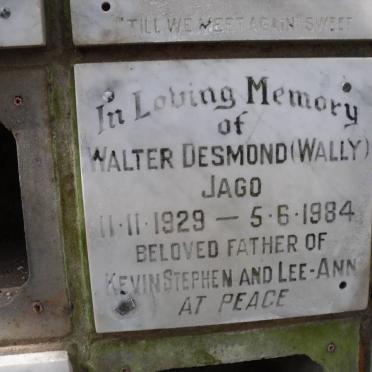 TILL WE MEET AGAIN SWEET
In Loving Memory
of
WALTER DESMOND (WALLY)
JAGO
11·11·1929 — 5·6·1984
BELOVED FATHER OF
KEVIN STEPHEN AND LEE-ANN
AT PEACE